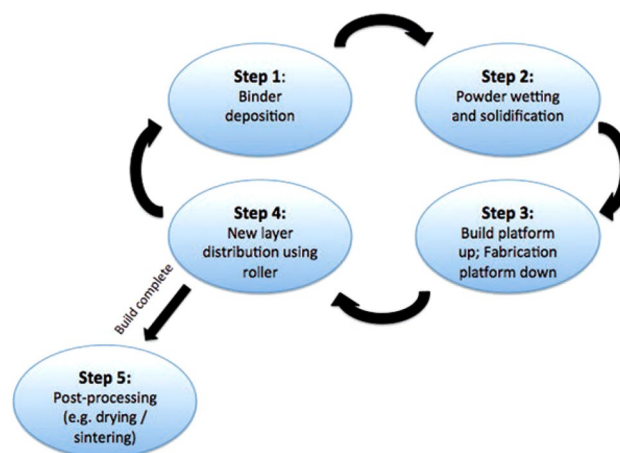 Step 1:
Binder
deposition
Step 2:
Powder wetting
and solidification
Step 3:
Build platform
up; Fabrication
platform down
Step 4:
New layer
distribution using
roller
Build complete
Step 5:
Post-processing
(e.g. drying /
sintering)